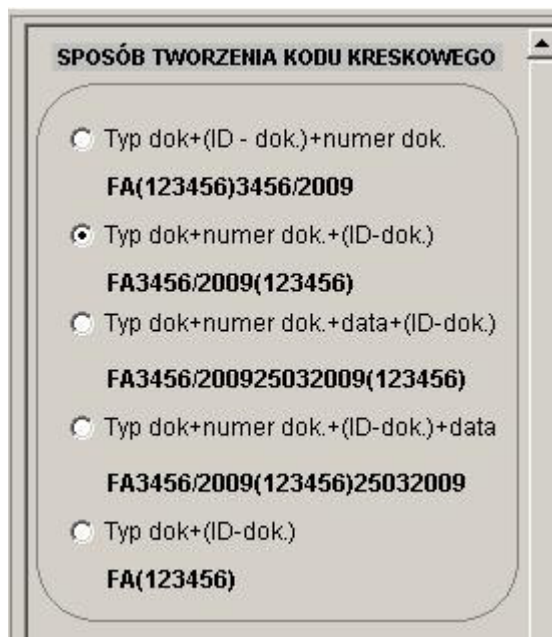 SPOSÓB TWORZENIA KODU KRESKOWEGO
Typ dok+(ID - dok.)+numer dok.
FA(123456)3456/2009
Typ dok+numer dok.+(ID-dok.)
FA3456/2009(123456)
Typ dok+numer dok.+data+(ID-dok.)
FA3456/200925032009(123456)
Typ dok+numer dok.+(ID-dok.)+data
FA3456/2009(123456)25032009
Typ dok+(ID-dok.)
FA(123456)